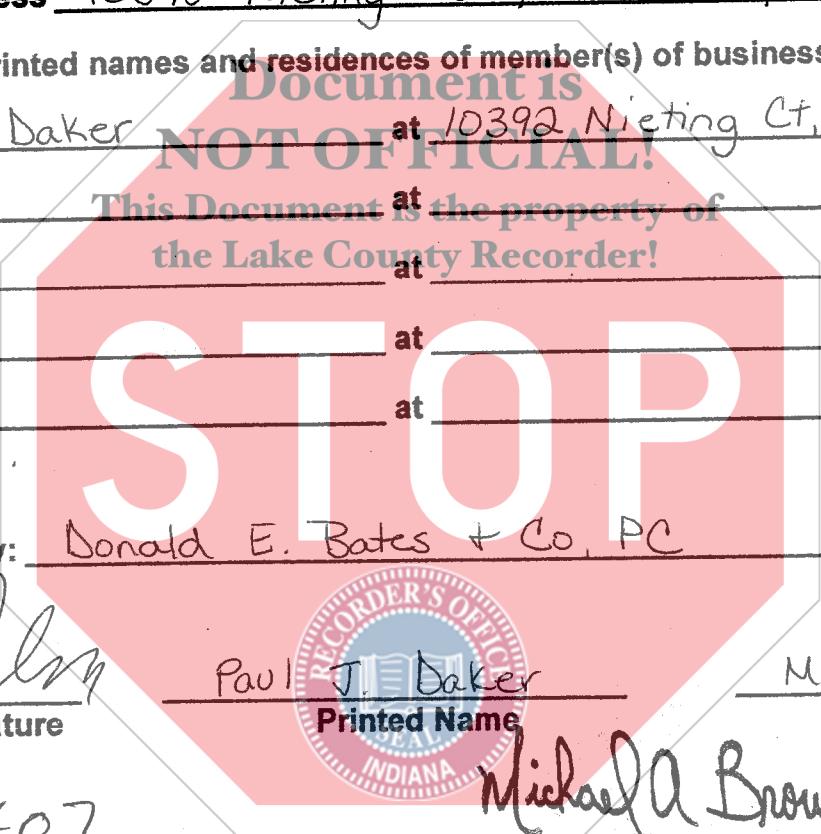 ess
rinted names and residences of member(s) of business
Document is
Daker at 10392 Nieting Ct,
NOT OFFICIAL!
This Document is the property of
at
the Lake County Recorder!
at
at
at
STOP
y: Donald E. Bates + Co, PC
RECORDER'S OFFICE
Paul J. Daker M
ture Printed Name
SEAL
INDIANA
Michael A Brow